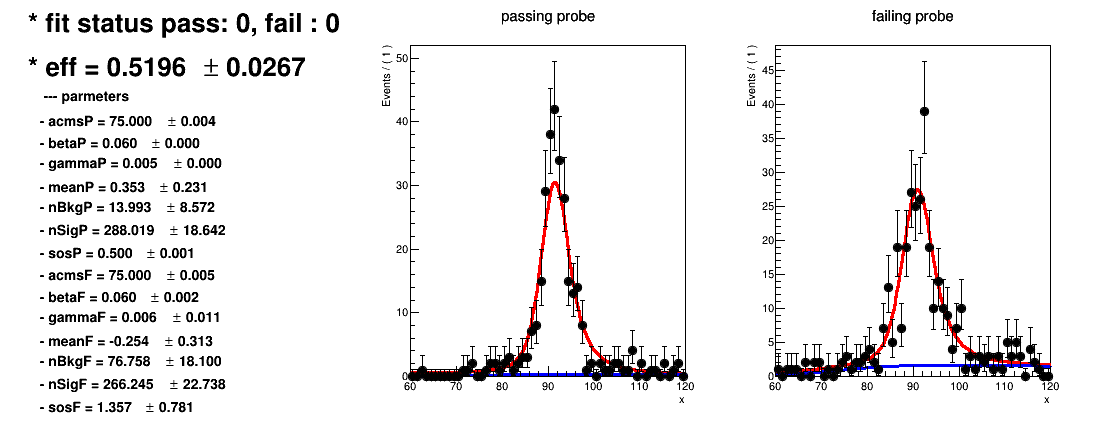 * fit status pass: 0, fail : 0
* eff = 0.5196 ± 0.0267
--- parmeters
- acmsP = 75.000 ± 0.004
- betaP = 0.060 ± 0.000
- gammaP = 0.005 ± 0.000
- meanP = 0.353 ± 0.231
- nBkgP = 13.993 ± 8.572
- nSigP = 288.019 ± 18.642
- sosP = 0.500 ± 0.001
- acmsF = 75.000 ± 0.005
- betaF = 0.060 ± 0.002
- gammaF = 0.006 ± 0.011
- meanF = -0.254 ± 0.313
- nBkgF = 76.758 ± 18.100
- nSigF = 266.245 ± 22.738
- sosF = 1.357 ± 0.781
passing probe
Events / ( 1 )
50
40
30
20
10
0
60 70 80 90 100 110 120
x
failing probe
Events / ( 1 )
45
40
35
30
25
20
15
10
5
0
60 70 80 90 100 110 120
x